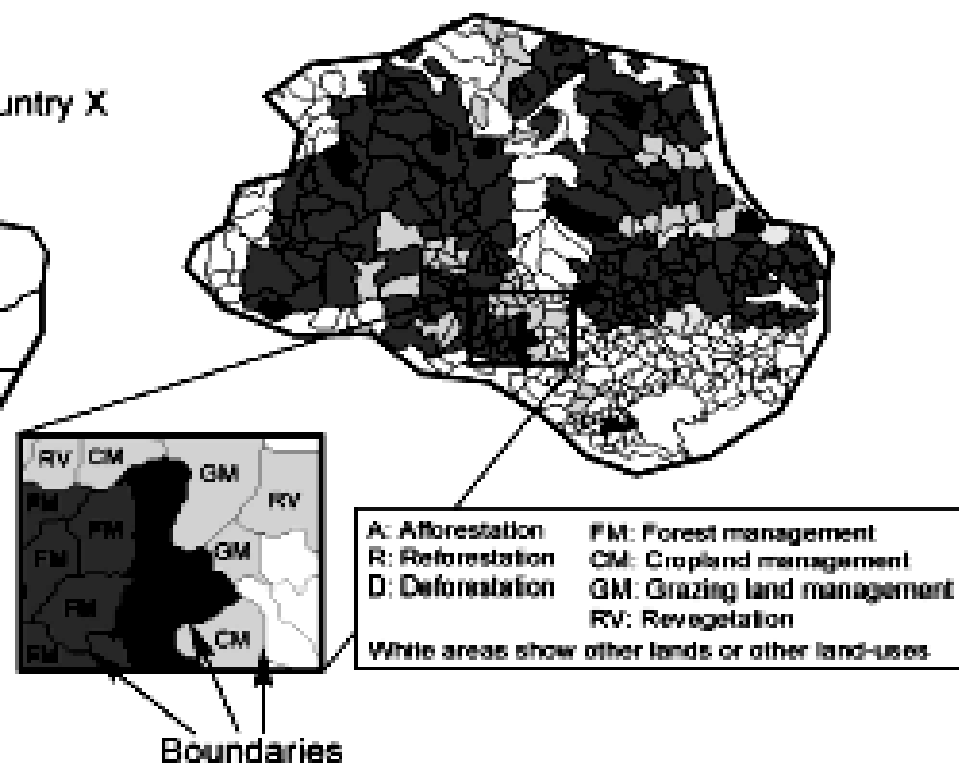 untry X
RV CM GM
RV
FM FM
FM GM
FM
CM
FM
A: Afforestation FM: Forest management
R: Reforestation CM: Cropland management
D: Deforestation GM: Grazing land management
RV: Revegetation
White areas show other lands or other land-uses
Boundaries